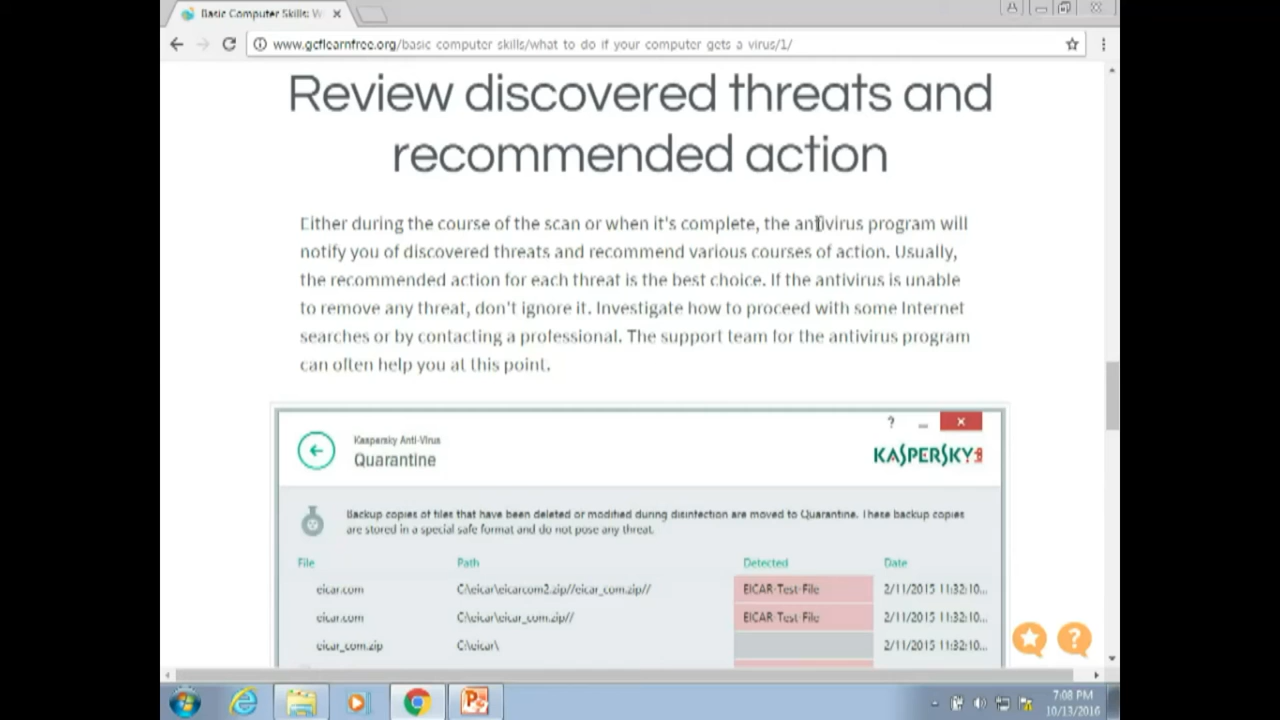 Basic Computer Skills: W
www.gcflearnfree.org/basic computer skills/what to do if your computer gets a virus/1/
Review discovered threats and
recommended action
Either during the course of the scan or when it's complete, the antivirus program will
notify you of discovered threats and recommend various courses of action. Usually,
the recommended action for each threat is the best choice. If the antivirus is unable
to remove any threat, don't ignore it. Investigate how to proceed with some Internet
searches or by contacting a professional. The support team for the antivirus program
can often help you at this point.
Kaspersky Anti-Virus
Quarantine
KASPERSKY
Backup copies of files that have been deleted or modified during disinfection are moved to Quarantine. These backup copies
are stored in a special safe format and do not pose any threat.
File Path Detected Date
eicar.com C:\eicar\eicarcom2.zip//eicar_com.zip// EICAR-Test-File 2/11/2015 11:32:10...
eicar.com C:\eicar\eicar_com.zip// EICAR-Test-File 2/11/2015 11:32:10...
eicar_com.zip C:\eicar\ 2/11/2015 11:32:10...
7:08 PM
10/13/2016